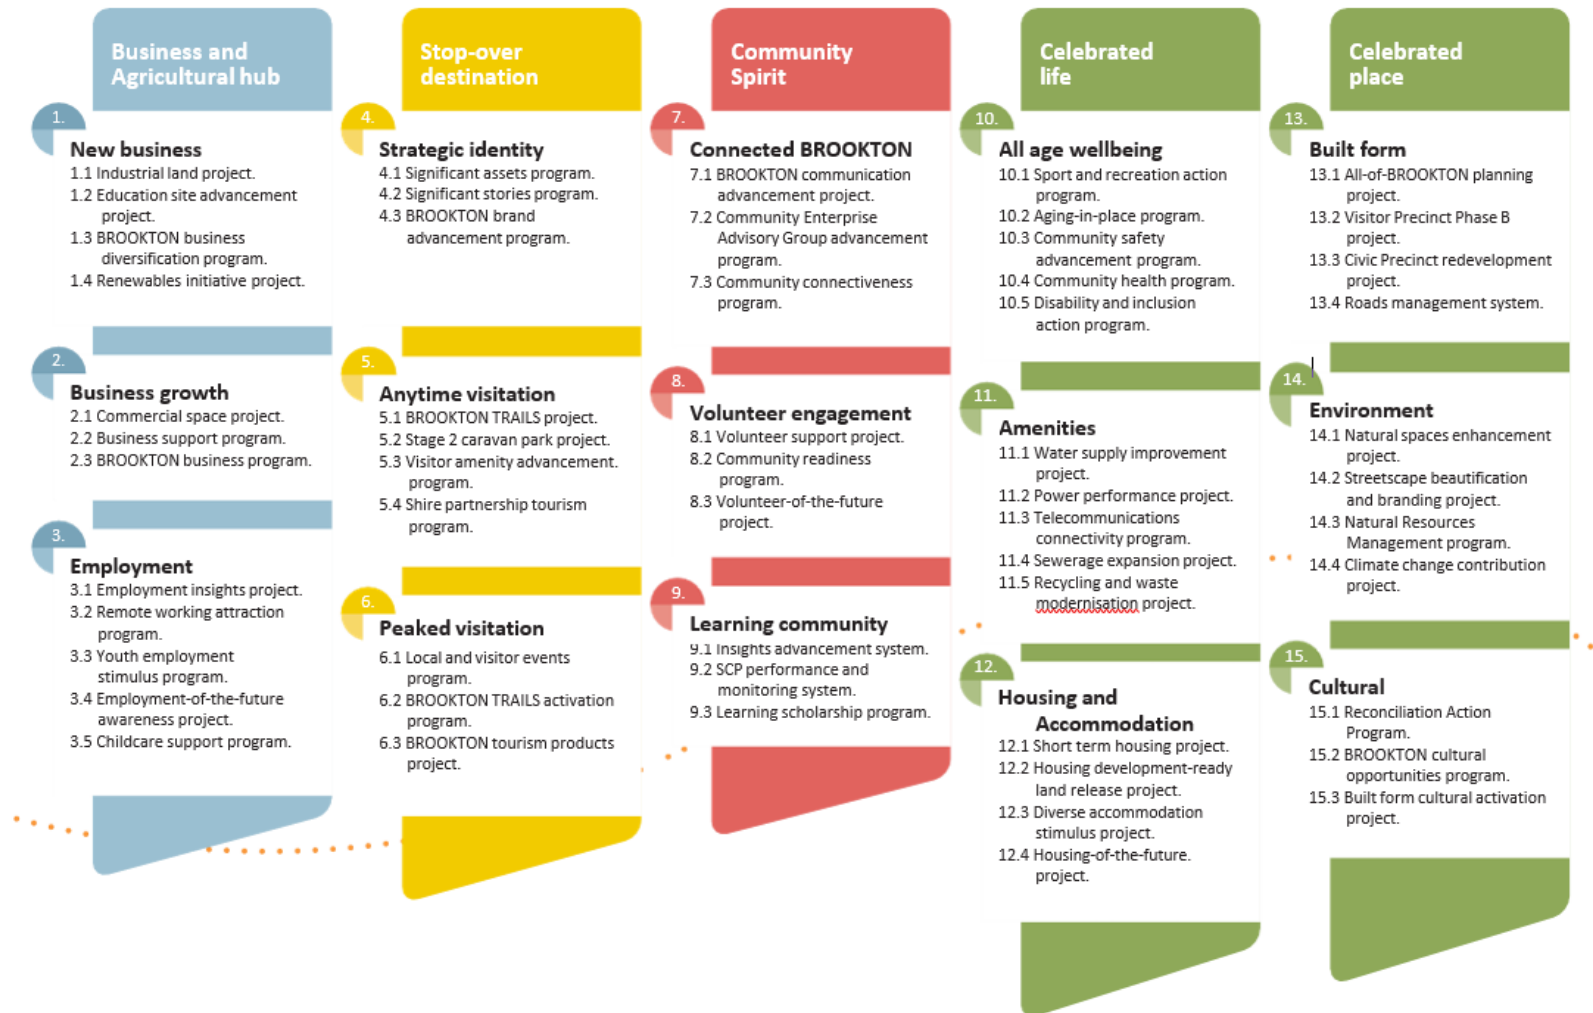 Business and
Agricultural hub
1.
New business
1.1 Industrial land project.
1.2 Education site advancement
project.
1.3 BROOKTON business
diversification program.
1.4 Renewables initiative project.
2.
Business growth
2.1 Commercial space project.
2.2 Business support program.
2.3 BROOKTON business program.
3.
Employment
3.1 Employment insights project.
3.2 Remote working attraction
program.
3.3 Youth employment
stimulus program.
3.4 Employment-of-the-future
awareness project.
3.5 Childcare support program.
Stop-over
destination
4.
Strategic identity
4.1 Significant assets program.
4.2 Significant stories program.
4.3 BROOKTON brand
advancement program.
5.
Anytime visitation
5.1 BROOKTON TRAILS project.
5.2 Stage 2 caravan park project.
5.3 Visitor amenity advancement.
program.
5.4 Shire partnership tourism
program.
6.
Peaked visitation
6.1 Local and visitor events
program.
6.2 BROOKTON TRAILS activation
program.
6.3 BROOKTON tourism products
project.
Community
Spirit
7.
Connected BROOKTON
7.1 BROOKTON communication
advancement project.
7.2 Community Enterprise
Advisory Group advancement
program.
7.3 Community connectiveness
program.
8.
Volunteer engagement
8.1 Volunteer support project.
8.2 Community readiness
program.
8.3 Volunteer-of-the-future
project.
9.
Learning community
9.1 Insights advancement system.
9.2 SCP performance and
monitoring system.
9.3 Learning scholarship program.
Celebrated
life
10.
All age wellbeing
10.1 Sport and recreation action
program.
10.2 Aging-in-place program.
10.3 Community safety
advancement program.
10.4 Community health program.
10.5 Disability and inclusion
action program.
11.
Amenities
11.1 Water supply improvement
project.
11.2 Power performance project.
11.3 Telecommunications
connectivity program.
11.4 Sewerage expansion project.
11.5 Recycling and waste
modernisation project.
12.
Housing and
Accommodation
12.1 Short term housing project.
12.2 Housing development-ready
land release project.
12.3 Diverse accommodation
stimulus project.
12.4 Housing-of-the-future.
project.
Celebrated
place
13.
Built form
13.1 All-of-BROOKTON planning
project.
13.2 Visitor Precinct Phase B
project.
13.3 Civic Precinct redevelopment
project.
13.4 Roads management system.
14.
Environment
14.1 Natural spaces enhancement
project.
14.2 Streetscape beautification
and branding project.
14.3 Natural Resources
Management program.
14.4 Climate change contribution
project.
15.
Cultural
15.1 Reconciliation Action
Program.
15.2 BROOKTON cultural
opportunities program.
15.3 Built form cultural activation
project.